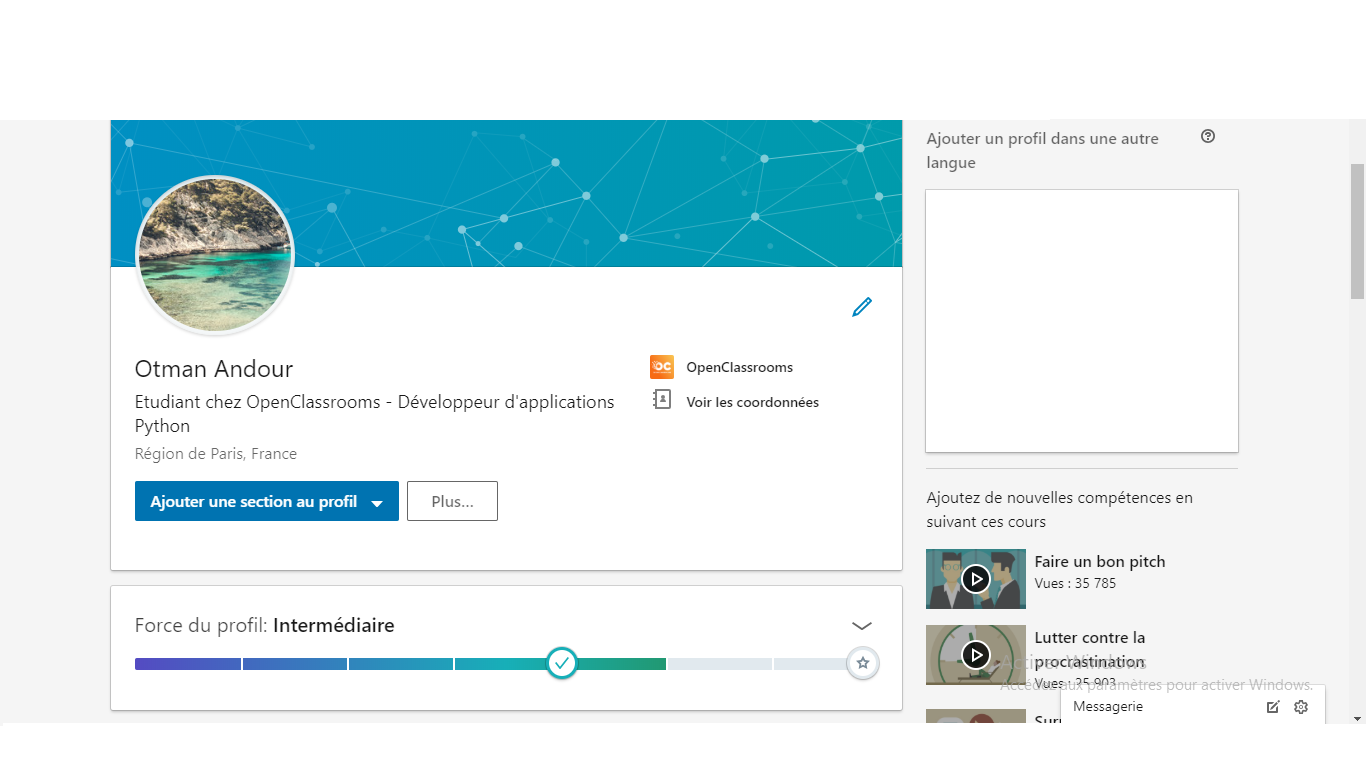 Otman Andour
Etudiant chez OpenClassrooms - Développeur d'applications
Python
Région de Paris, France
Ajouter une section au profil
Plus...
OC
OpenClassrooms
Voir les coordonnées
Force du profil: Intermédiaire
Ajouter un profil dans une autre
langue
Ajoutez de nouvelles compétences en
suivant ces cours
Faire un bon pitch
Vues : 35 785
Lutter contre la
procrastination
Vues : 25 903
Activer Windows
Accédez aux paramètres pour activer Windows.
Messagerie